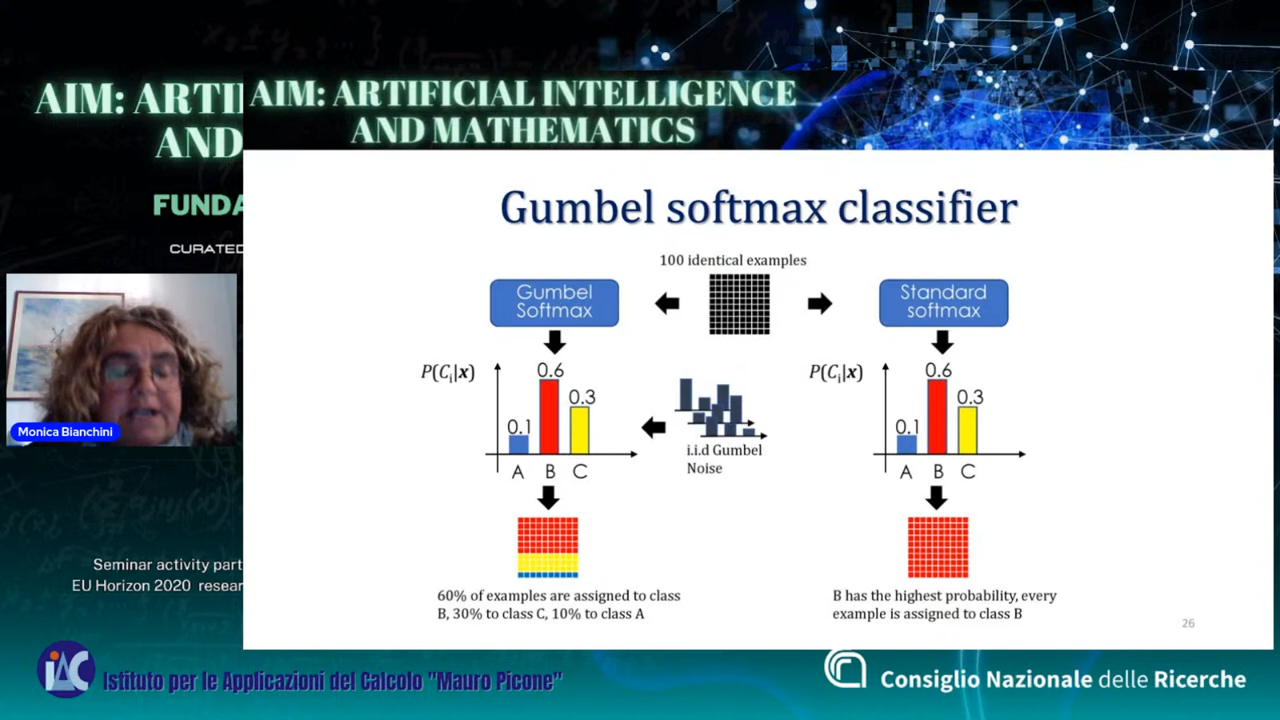 AIM: ARTI
AND
FUNDA
CURATED
Monica Bianchini
Seminar activity part
EU Horizon 2020 resear
AIM: ARTIFICIAL INTELLIGENCE
AND MATHEMATICS
Gumbel softmax classifier
100 identical examples
Gumbel
Softmax
Standard
softmax
P(Cᵢ|x)
0.6
0.3
0.1
A B C
i.i.d Gumbel
Noise
P(Cᵢ|x)
0.6
0.3
0.1
A B C
60% of examples are assigned to class
B, 30% to class C, 10% to class A
B has the highest probability, every
example is assigned to class B
26
IAC
Istituto per le Applicazioni del Calcolo "Mauro Picone"
Consiglio Nazionale delle Ricerche